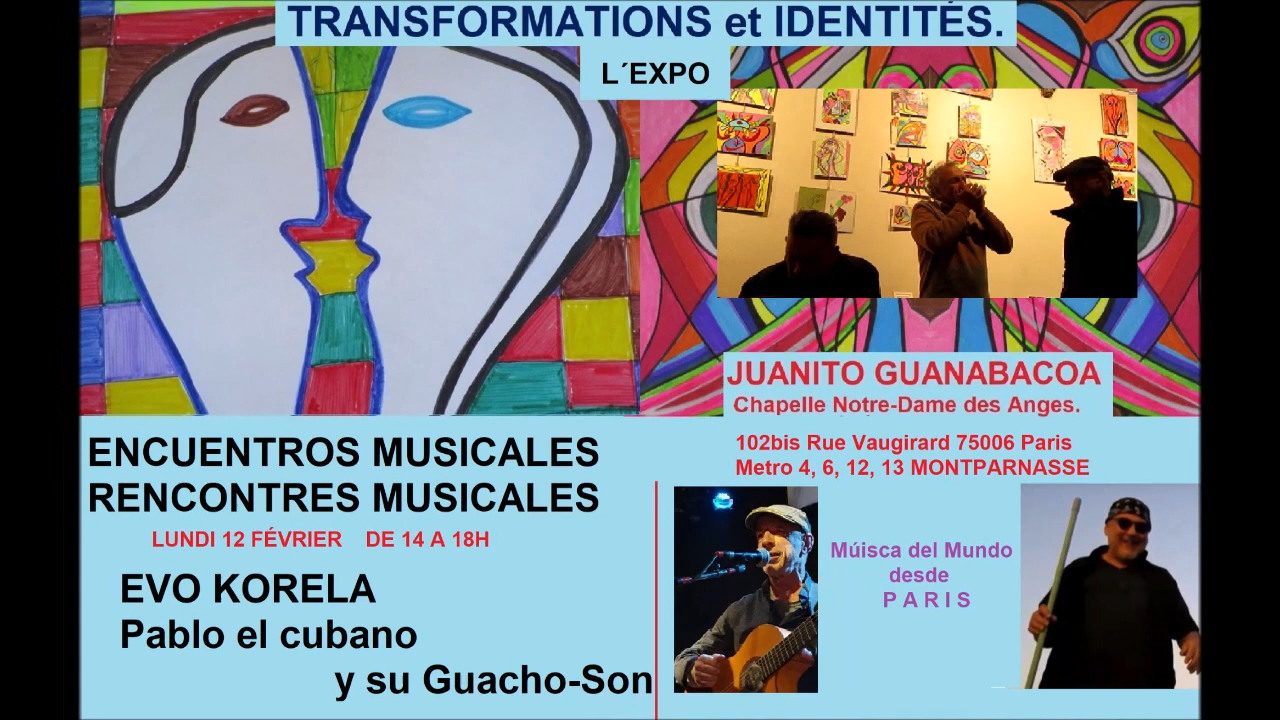 TRANSFORMATIONS et IDENTITÉS.
L´EXPO
JUANITO GUANABACOA
Chapelle Notre-Dame des Anges.
102bis Rue Vaugirard 75006 Paris
Metro 4, 6, 12, 13 MONTPARNASSE
ENCUENTROS MUSICALES
RENCONTRES MUSICALES
LUNDI 12 FÉVRIER DE 14 A 18H
EVO KORELA
Pablo el cubano
y su Guacho-Son
Múisca del Mundo
desde
P A R I S